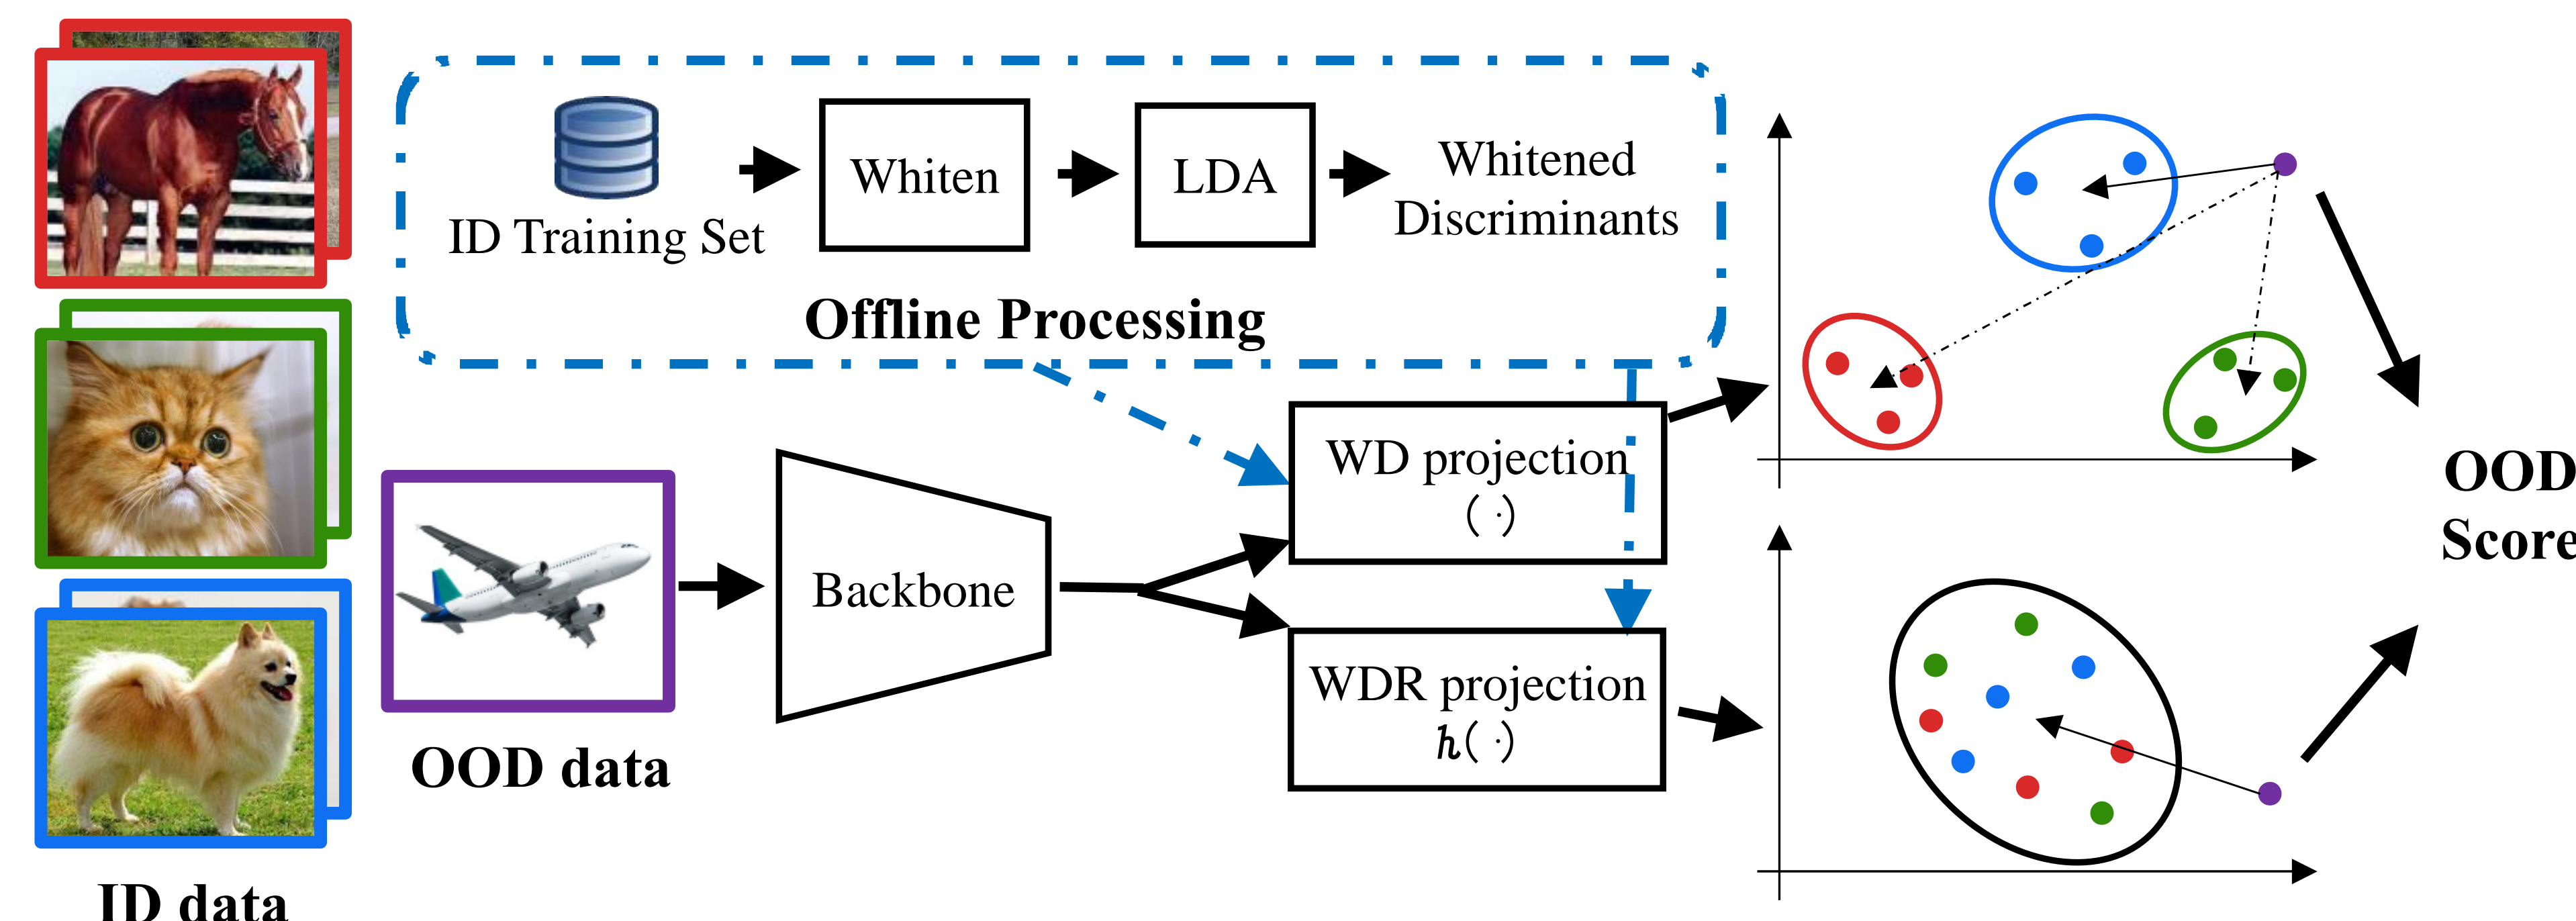 ID Training Set
Whiten
LDA
Whitened
Discriminants
Offline Processing
WD projection
(·)
Backbone
WDR projection
h(·)
OOD data
ID data
OOD
Score